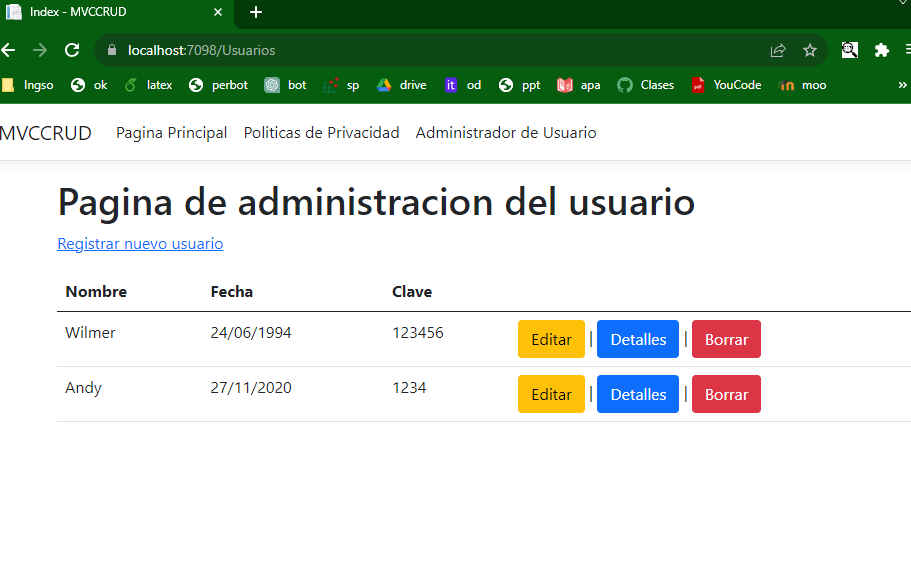 Index - MVCCRUD
localhost:7098/Usuarios
Ingso ok latex perbot bot sp drive it od ppt apa Clases YouCode moo »
MVCCRUD Pagina Principal Politicas de Privacidad Administrador de Usuario
Pagina de administracion del usuario
Registrar nuevo usuario
Nombre Fecha Clave
Wilmer 24/06/1994 123456 Editar | Detalles | Borrar
Andy 27/11/2020 1234 Editar | Detalles | Borrar